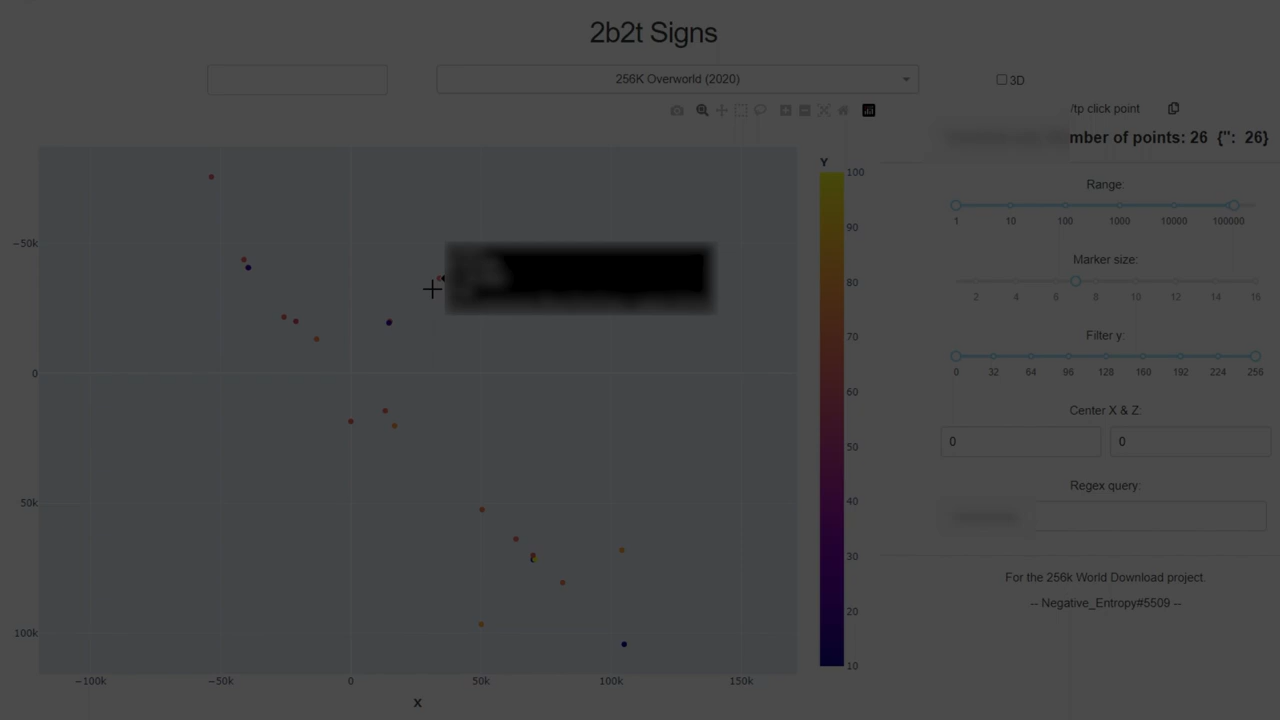 2b2t Signs
256K Overworld (2020)
3D
/tp click point
mber of points: 26 {'': 26}
Y
100
90
80
70
60
50
40
30
20
10
−50k
0
50k
100k
−100k
−50k
0
50k
100k
150k
X
Range:
1
10
100
1000
10000
100000
Marker size:
2
4
6
8
10
12
14
16
Filter y:
0
32
64
96
128
160
192
224
256
Center X & Z:
0
0
Regex query:
For the 256k World Download project.
-- Negative_Entropy#5509 --